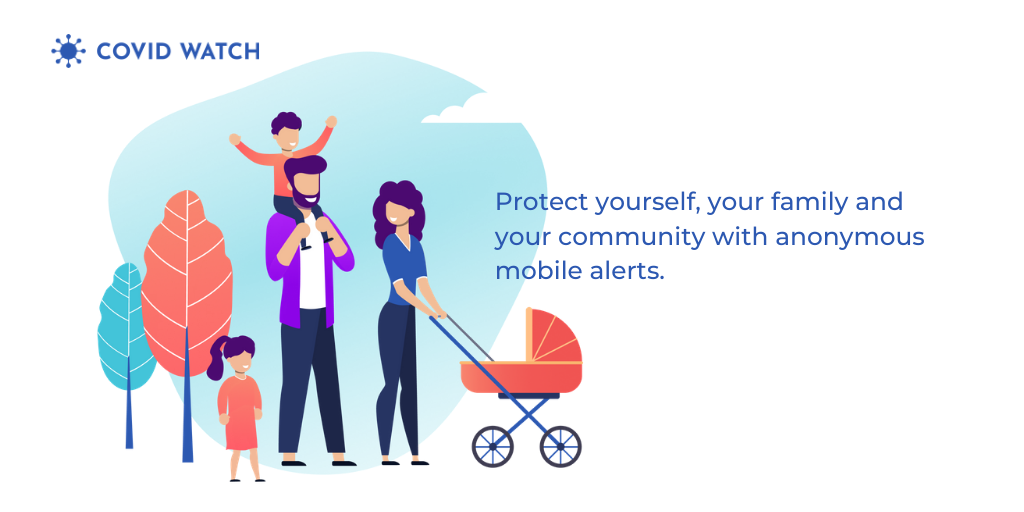 COVID WATCH
Protect yourself, your family and
your community with anonymous
mobile alerts.